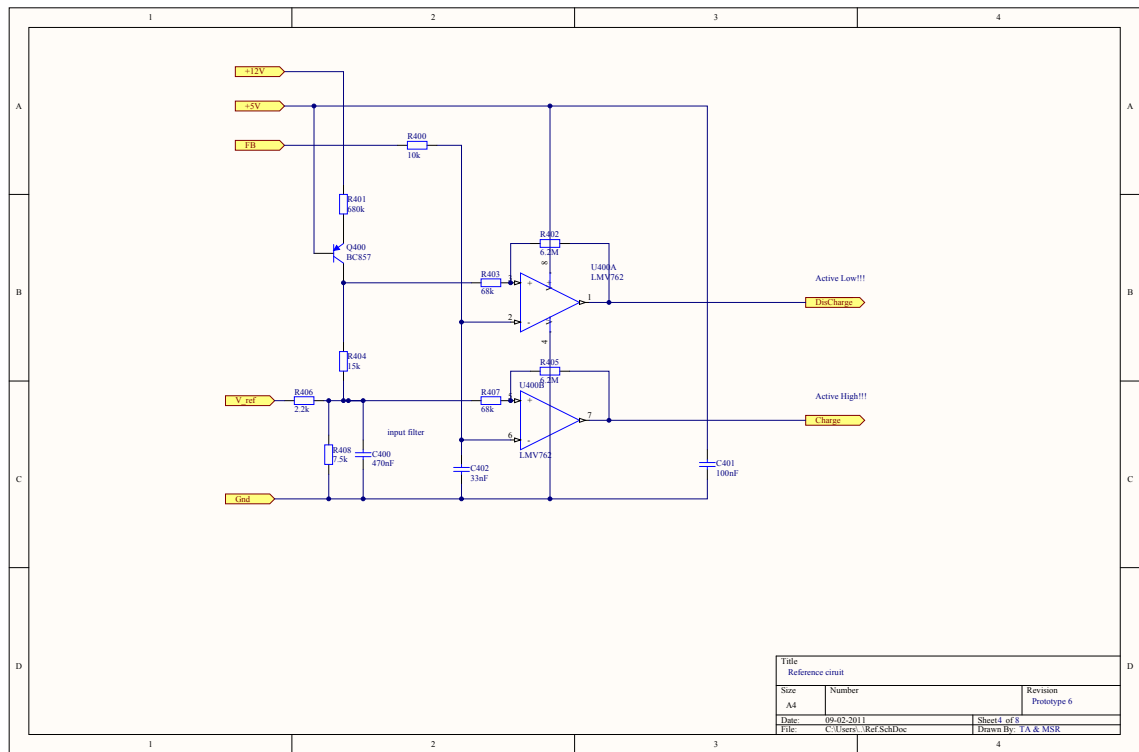 1 2 3 4
A A
+12V
+5V
FB
R400
10k
R401
680k
Q400
BC857
B B
R402
6.2M
8
U400A
LMV762
R403
68k
3
+
1
2
-
4
Active Low!!!
DisCharge
R404
15k
R405
6.2M
U400B
V_ref
R406
2.2k
R407
68k
5
+
7
6
-
LMV762
Active High!!!
Charge
input filter
R408
7.5k
C400
470nF
C402
33nF
C401
100nF
C C
Gnd
D D
Title
Reference ciruit
Size Number Revision
A4 Prototype 6
Date: 09-02-2011 Sheet4 of 8
File: C:\Users\..\Ref.SchDoc Drawn By: TA & MSR
1 2 3 4